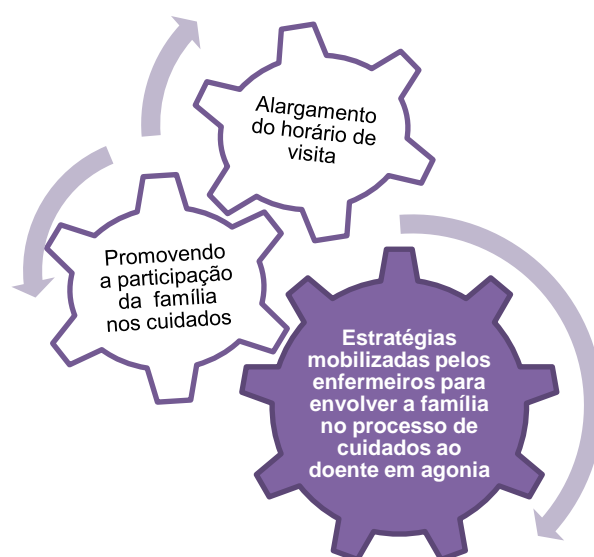 Alargamento
do horário de
visita
Promovendo
a participação
da família
nos cuidados
Estratégias
mobilizadas pelos
enfermeiros para
envolver a família
no processo de
cuidados ao
doente em agonia